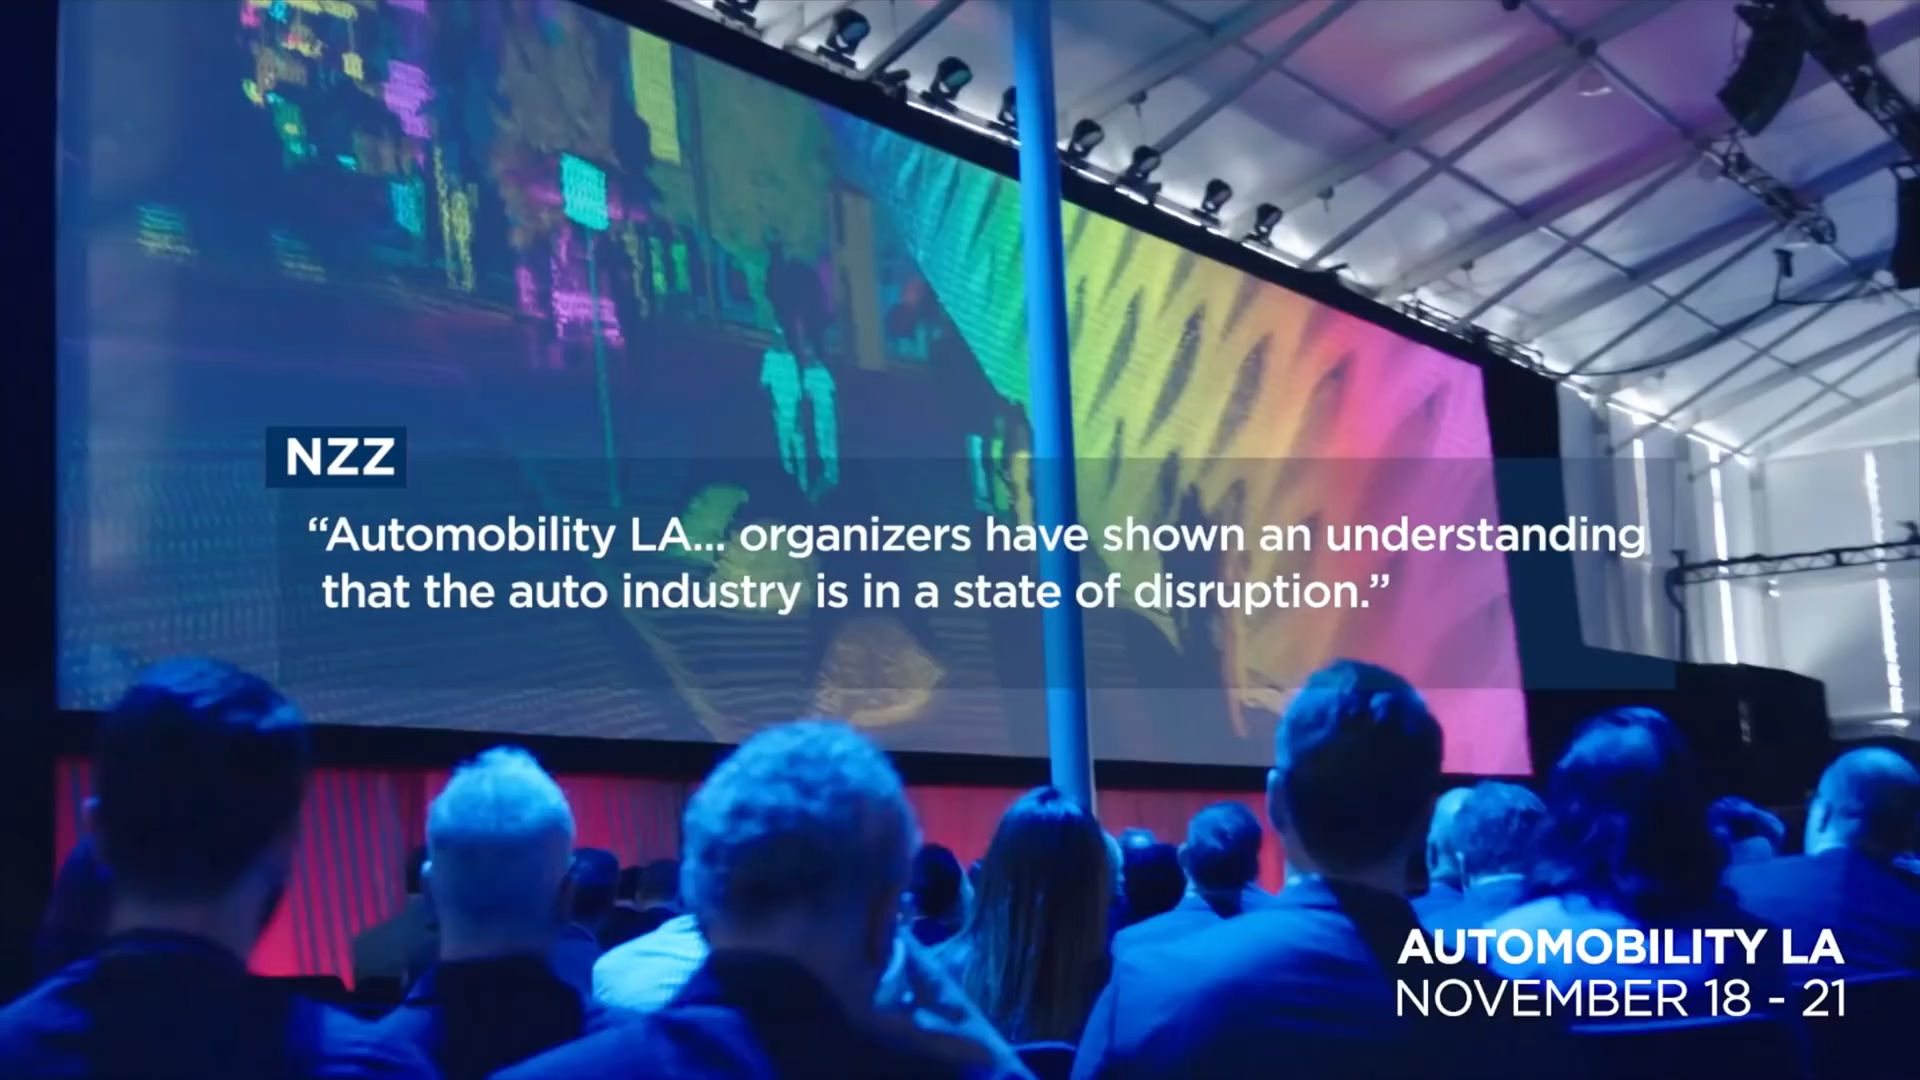 NZZ
“Automobility LA... organizers have shown an understanding
that the auto industry is in a state of disruption.”
AUTOMOBILITY LA
NOVEMBER 18 - 21